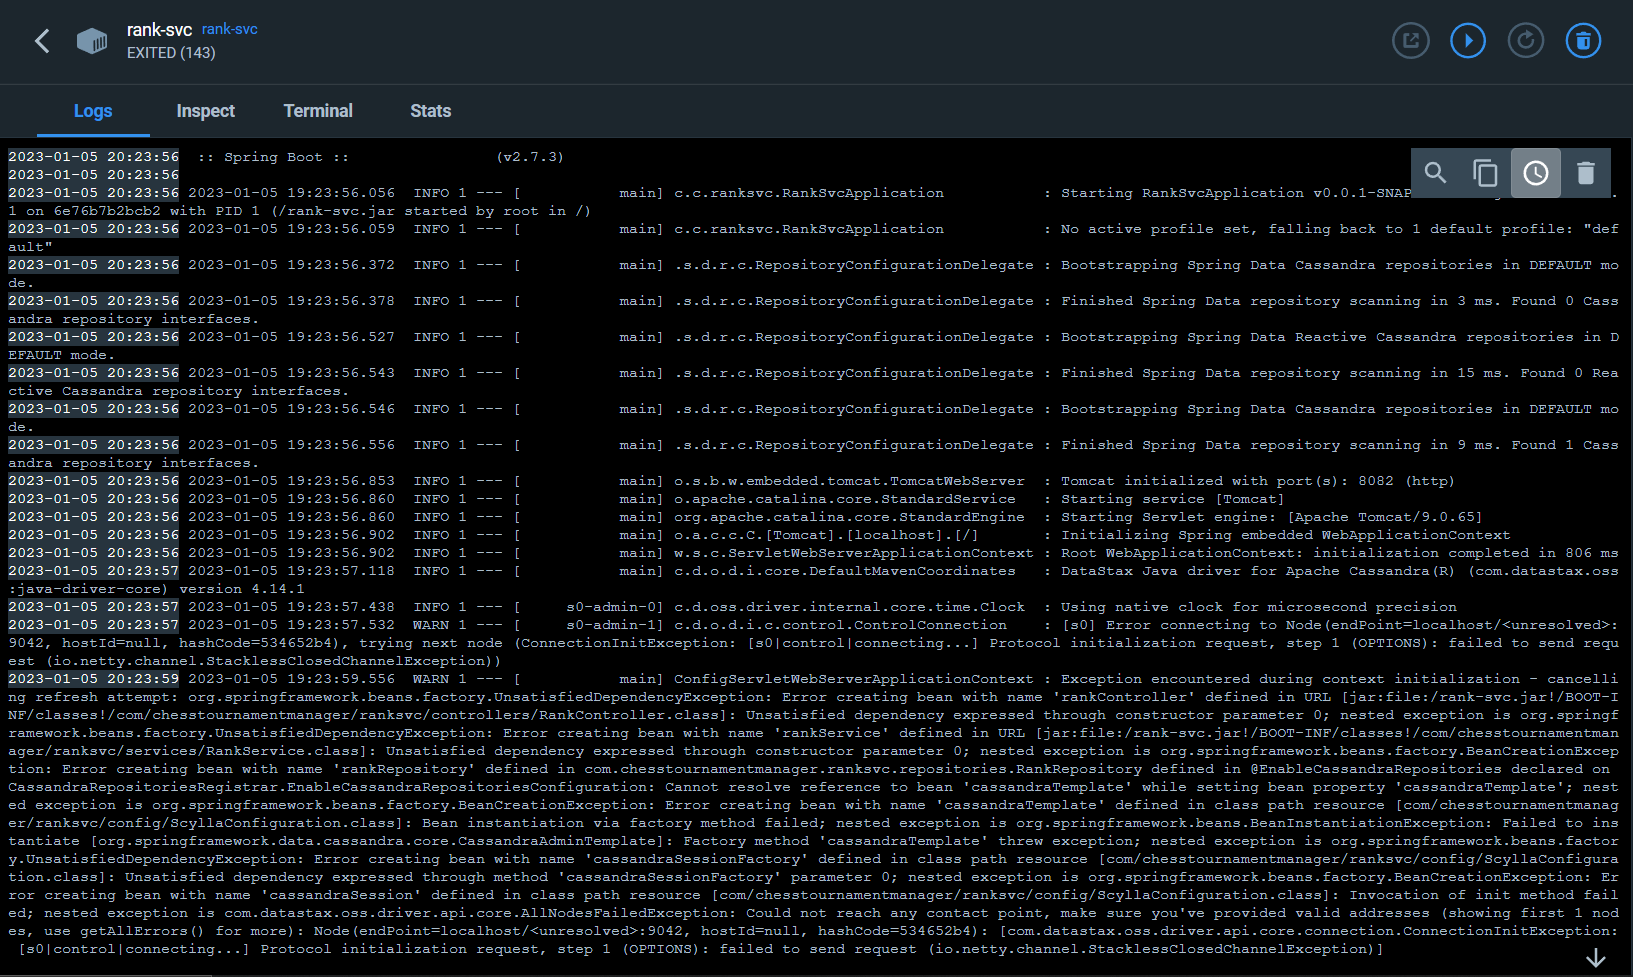 rank-svc rank-svc
EXITED (143)
Logs Inspect Terminal Stats
2023-01-05 20:23:56 :: Spring Boot :: (v2.7.3)
2023-01-05 20:23:56
2023-01-05 20:23:56 2023-01-05 19:23:56.056 INFO 1 --- [ main] c.c.ranksvc.RankSvcApplication : Starting RankSvcApplication v0.0.1-SNAP
1 on 6e76b7b2bcb2 with PID 1 (/rank-svc.jar started by root in /)
2023-01-05 20:23:56 2023-01-05 19:23:56.059 INFO 1 --- [ main] c.c.ranksvc.RankSvcApplication : No active profile set, falling back to 1 default profile: "def
ault"
2023-01-05 20:23:56 2023-01-05 19:23:56.372 INFO 1 --- [ main] .s.d.r.c.RepositoryConfigurationDelegate : Bootstrapping Spring Data Cassandra repositories in DEFAULT mo
de.
2023-01-05 20:23:56 2023-01-05 19:23:56.378 INFO 1 --- [ main] .s.d.r.c.RepositoryConfigurationDelegate : Finished Spring Data repository scanning in 3 ms. Found 0 Cass
andra repository interfaces.
2023-01-05 20:23:56 2023-01-05 19:23:56.527 INFO 1 --- [ main] .s.d.r.c.RepositoryConfigurationDelegate : Bootstrapping Spring Data Reactive Cassandra repositories in D
EFAULT mode.
2023-01-05 20:23:56 2023-01-05 19:23:56.543 INFO 1 --- [ main] .s.d.r.c.RepositoryConfigurationDelegate : Finished Spring Data repository scanning in 15 ms. Found 0 Rea
ctive Cassandra repository interfaces.
2023-01-05 20:23:56 2023-01-05 19:23:56.546 INFO 1 --- [ main] .s.d.r.c.RepositoryConfigurationDelegate : Bootstrapping Spring Data Cassandra repositories in DEFAULT mo
de.
2023-01-05 20:23:56 2023-01-05 19:23:56.556 INFO 1 --- [ main] .s.d.r.c.RepositoryConfigurationDelegate : Finished Spring Data repository scanning in 9 ms. Found 1 Cass
andra repository interfaces.
2023-01-05 20:23:56 2023-01-05 19:23:56.853 INFO 1 --- [ main] o.s.b.w.embedded.tomcat.TomcatWebServer : Tomcat initialized with port(s): 8082 (http)
2023-01-05 20:23:56 2023-01-05 19:23:56.860 INFO 1 --- [ main] o.apache.catalina.core.StandardService : Starting service [Tomcat]
2023-01-05 20:23:56 2023-01-05 19:23:56.860 INFO 1 --- [ main] org.apache.catalina.core.StandardEngine : Starting Servlet engine: [Apache Tomcat/9.0.65]
2023-01-05 20:23:56 2023-01-05 19:23:56.902 INFO 1 --- [ main] o.a.c.c.C.[Tomcat].[localhost].[/] : Initializing Spring embedded WebApplicationContext
2023-01-05 20:23:56 2023-01-05 19:23:56.902 INFO 1 --- [ main] w.s.c.ServletWebServerApplicationContext : Root WebApplicationContext: initialization completed in 806 ms
2023-01-05 20:23:57 2023-01-05 19:23:57.118 INFO 1 --- [ main] c.d.o.d.i.core.DefaultMavenCoordinates : DataStax Java driver for Apache Cassandra(R) (com.datastax.oss
:java-driver-core) version 4.14.1
2023-01-05 20:23:57 2023-01-05 19:23:57.438 INFO 1 --- [ s0-admin-0] c.d.oss.driver.internal.core.time.Clock : Using native clock for microsecond precision
2023-01-05 20:23:57 2023-01-05 19:23:57.532 WARN 1 --- [ s0-admin-1] c.d.o.d.i.c.control.ControlConnection : [s0] Error connecting to Node(endPoint=localhost/<unresolved>:
9042, hostId=null, hashCode=534652b4), trying next node (ConnectionInitException: [s0|control|connecting...] Protocol initialization request, step 1 (OPTIONS): failed to send requ
est (io.netty.channel.StacklessClosedChannelException))
2023-01-05 20:23:59 2023-01-05 19:23:59.556 WARN 1 --- [ main] ConfigServletWebServerApplicationContext : Exception encountered during context initialization - cancelli
ng refresh attempt: org.springframework.beans.factory.UnsatisfiedDependencyException: Error creating bean with name 'rankController' defined in URL [jar:file:/rank-svc.jar!/BOOT-I
NF/classes!/com/chesstournamentmanager/ranksvc/controllers/RankController.class]: Unsatisfied dependency expressed through constructor parameter 0; nested exception is org.springf
ramework.beans.factory.UnsatisfiedDependencyException: Error creating bean with name 'rankService' defined in URL [jar:file:/rank-svc.jar!/BOOT-INF/classes!/com/chesstournamentman
ager/ranksvc/services/RankService.class]: Unsatisfied dependency expressed through constructor parameter 0; nested exception is org.springframework.beans.factory.BeanCreationExcep
tion: Error creating bean with name 'rankRepository' defined in com.chesstournamentmanager.ranksvc.repositories.RankRepository defined in @EnableCassandraRepositories declared on
CassandraRepositoriesRegistrar.EnableCassandraRepositoriesConfiguration: Cannot resolve reference to bean 'cassandraTemplate' while setting bean property 'cassandraTemplate'; nest
ed exception is org.springframework.beans.factory.BeanCreationException: Error creating bean with name 'cassandraTemplate' defined in class path resource [com/chesstournamentmanag
er/ranksvc/config/ScyllaConfiguration.class]: Bean instantiation via factory method failed; nested exception is org.springframework.beans.BeanInstantiationException: Failed to ins
tantiate [org.springframework.data.cassandra.core.CassandraAdminTemplate]: Factory method 'cassandraTemplate' threw exception; nested exception is org.springframework.beans.factor
y.UnsatisfiedDependencyException: Error creating bean with name 'cassandraSessionFactory' defined in class path resource [com/chesstournamentmanager/ranksvc/config/ScyllaConfigura
tion.class]: Unsatisfied dependency expressed through method 'cassandraSessionFactory' parameter 0; nested exception is org.springframework.beans.factory.BeanCreationException: Er
ror creating bean with name 'cassandraSession' defined in class path resource [com/chesstournamentmanager/ranksvc/config/ScyllaConfiguration.class]: Invocation of init method fail
ed; nested exception is com.datastax.oss.driver.api.core.AllNodesFailedException: Could not reach any contact point, make sure you've provided valid addresses (showing first 1 nod
es, use getAllErrors() for more): Node(endPoint=localhost/<unresolved>:9042, hostId=null, hashCode=534652b4): [com.datastax.oss.driver.api.core.connection.ConnectionInitException:
[s0|control|connecting...] Protocol initialization request, step 1 (OPTIONS): failed to send request (io.netty.channel.StacklessClosedChannelException)]